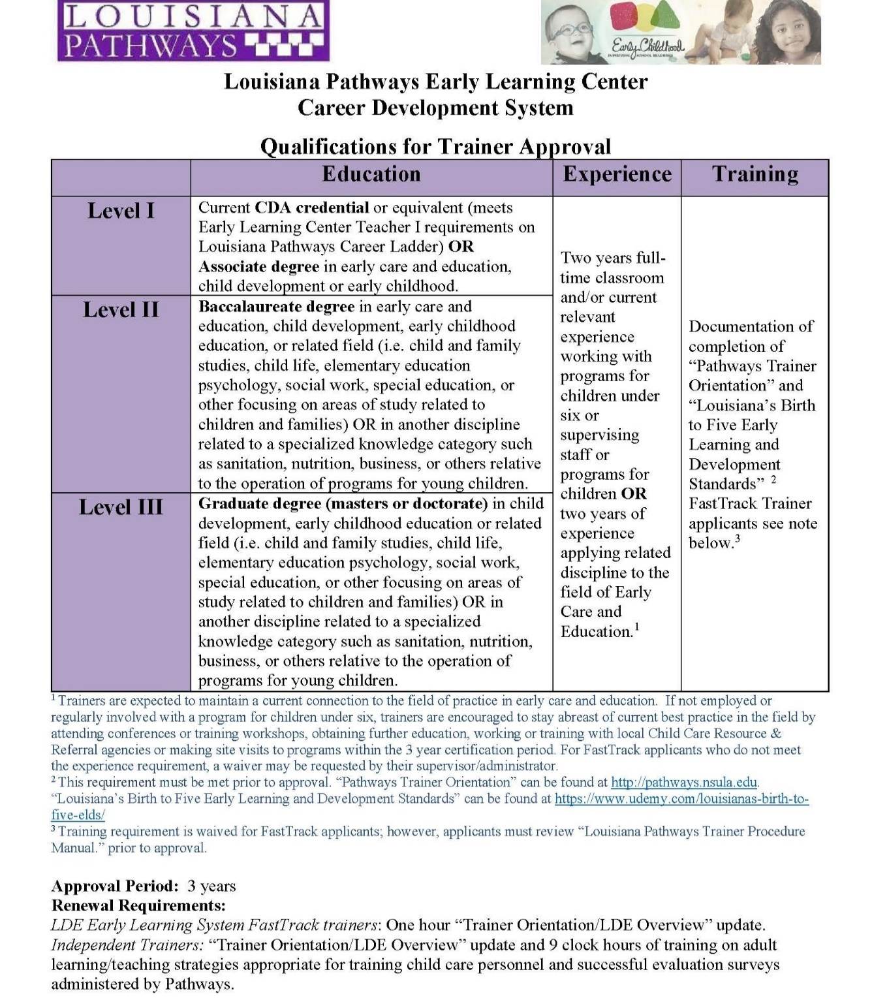 LOUISIANA
PATHWAYS
Early Childhood
IMPROVING SCHOOL READINESS
Louisiana Pathways Early Learning Center
Career Development System
Qualifications for Trainer Approval
Education
Experience
Training
Level I
Current CDA credential or equivalent (meets
Early Learning Center Teacher I requirements on
Louisiana Pathways Career Ladder) OR
Associate degree in early care and education,
child development or early childhood.
Level II
Baccalaureate degree in early care and
education, child development, early childhood
education, or related field (i.e. child and family
studies, child life, elementary education
psychology, social work, special education, or
other focusing on areas of study related to
children and families) OR in another discipline
related to a specialized knowledge category such
as sanitation, nutrition, business, or others relative
to the operation of programs for young children.
Level III
Graduate degree (masters or doctorate) in child
development, early childhood education or related
field (i.e. child and family studies, child life,
elementary education psychology, social work,
special education, or other focusing on areas of
study related to children and families) OR in
another discipline related to a specialized
knowledge category such as sanitation, nutrition,
business, or others relative to the operation of
programs for young children.
Two years full-
time classroom
and/or current
relevant
experience
working with
programs for
children under
six or
supervising
staff or
programs for
children OR
two years of
experience
applying related
discipline to the
field of Early
Care and
Education.1
Documentation of
completion of
“Pathways Trainer
Orientation” and
“Louisiana’s Birth
to Five Early
Learning and
Development
Standards” 2
FastTrack Trainer
applicants see note
below.3
1 Trainers are expected to maintain a current connection to the field of practice in early care and education. If not employed or
regularly involved with a program for children under six, trainers are encouraged to stay abreast of current best practice in the field by
attending conferences or training workshops, obtaining further education, working or training with local Child Care Resource &
Referral agencies or making site visits to programs within the 3 year certification period. For FastTrack applicants who do not meet
the experience requirement, a waiver may be requested by their supervisor/administrator.
2 This requirement must be met prior to approval. “Pathways Trainer Orientation” can be found at http://pathways.nsula.edu.
“Louisiana’s Birth to Five Early Learning and Development Standards” can be found at https://www.udemy.com/louisianas-birth-to-
five-elds/
3 Training requirement is waived for FastTrack applicants; however, applicants must review “Louisiana Pathways Trainer Procedure
Manual.” prior to approval.
Approval Period: 3 years
Renewal Requirements:
LDE Early Learning System FastTrack trainers: One hour “Trainer Orientation/LDE Overview” update.
Independent Trainers: “Trainer Orientation/LDE Overview” update and 9 clock hours of training on adult
learning/teaching strategies appropriate for training child care personnel and successful evaluation surveys
administered by Pathways.